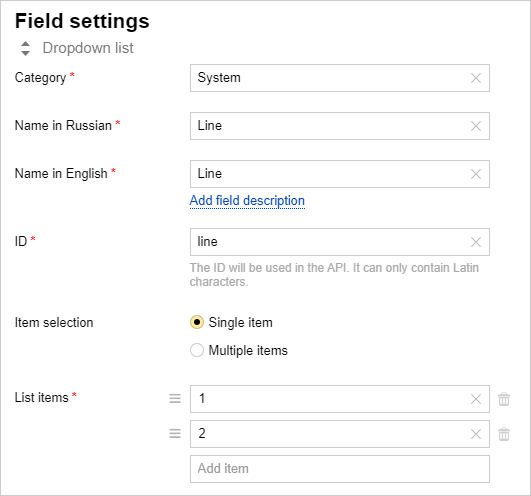 Field settings
Dropdown list
Category * System
Name in Russian * Line
Name in English * Line
Add field description
ID * line
The ID will be used in the API. It can only contain Latin
characters.
Item selection Single item
Multiple items
List items * 1
2
Add item